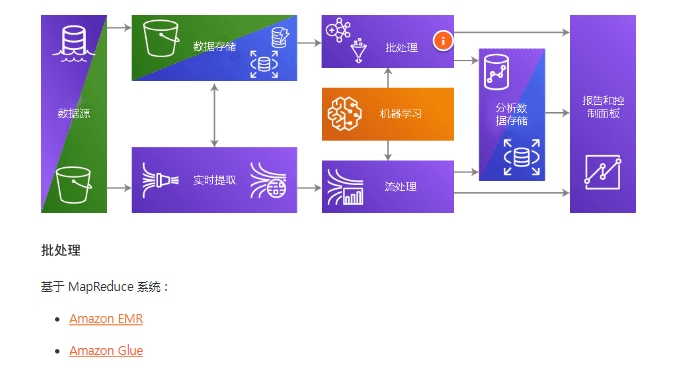 数据源
数据存储
批处理
机器学习
实时提取
流处理
分析数
据存储
报告和控
制面板
批处理
基于 MapReduce 系统：
Amazon EMR
Amazon Glue